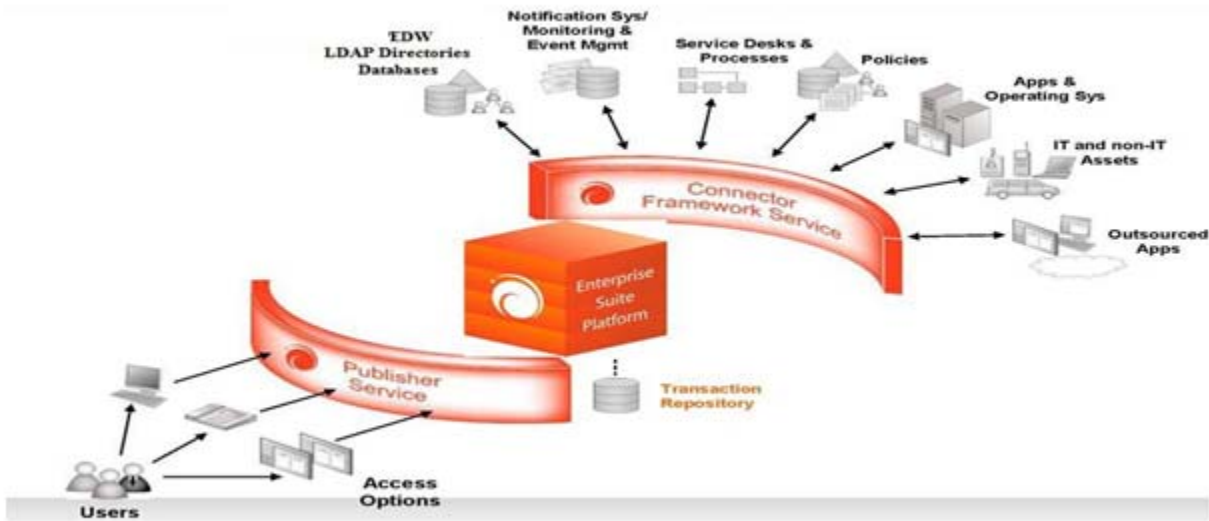 EDW
LDAP Directories
Databases
Notification Sys/
Monitoring &
Event Mgmt
Service Desks &
Processes
Policies
Apps &
Operating Sys
IT and non-IT
Assets
Outsourced
Apps
Connector
Framework Service
Enterprise
Suite
Platform
Publisher
Service
Transaction
Repository
Access
Options
Users